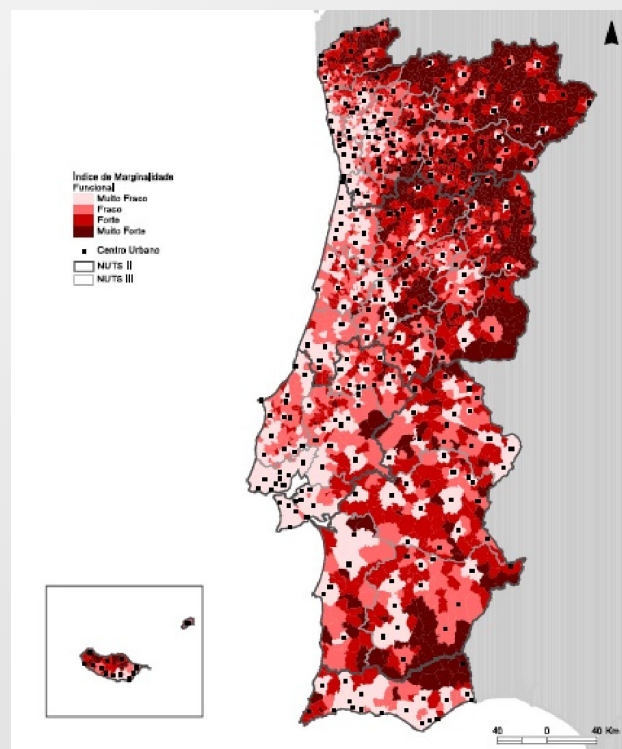 Índice de Marginalidade
Funcional
Muito Fraco
Fraco
Forte
Muito Forte
Centro Urbano
NUTS II
NUTS III
40 0 40 Km